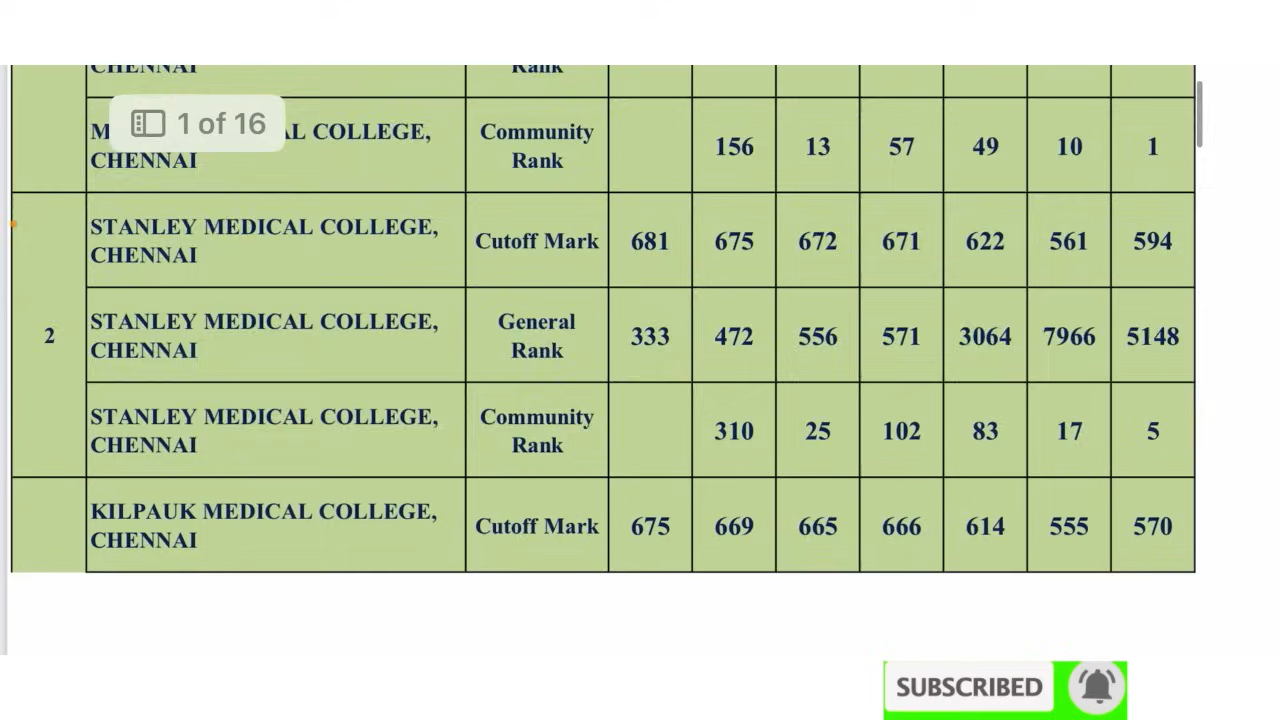 CHENNAI
Rank
1 of 16
M
AL COLLEGE,
CHENNAI
Community
Rank
156
13
57
49
10
1
2
STANLEY MEDICAL COLLEGE,
CHENNAI
Cutoff Mark
681
675
672
671
622
561
594
STANLEY MEDICAL COLLEGE,
CHENNAI
General
Rank
333
472
556
571
3064
7966
5148
STANLEY MEDICAL COLLEGE,
CHENNAI
Community
Rank
310
25
102
83
17
5
KILPAUK MEDICAL COLLEGE,
CHENNAI
Cutoff Mark
675
669
665
666
614
555
570
SUBSCRIBED